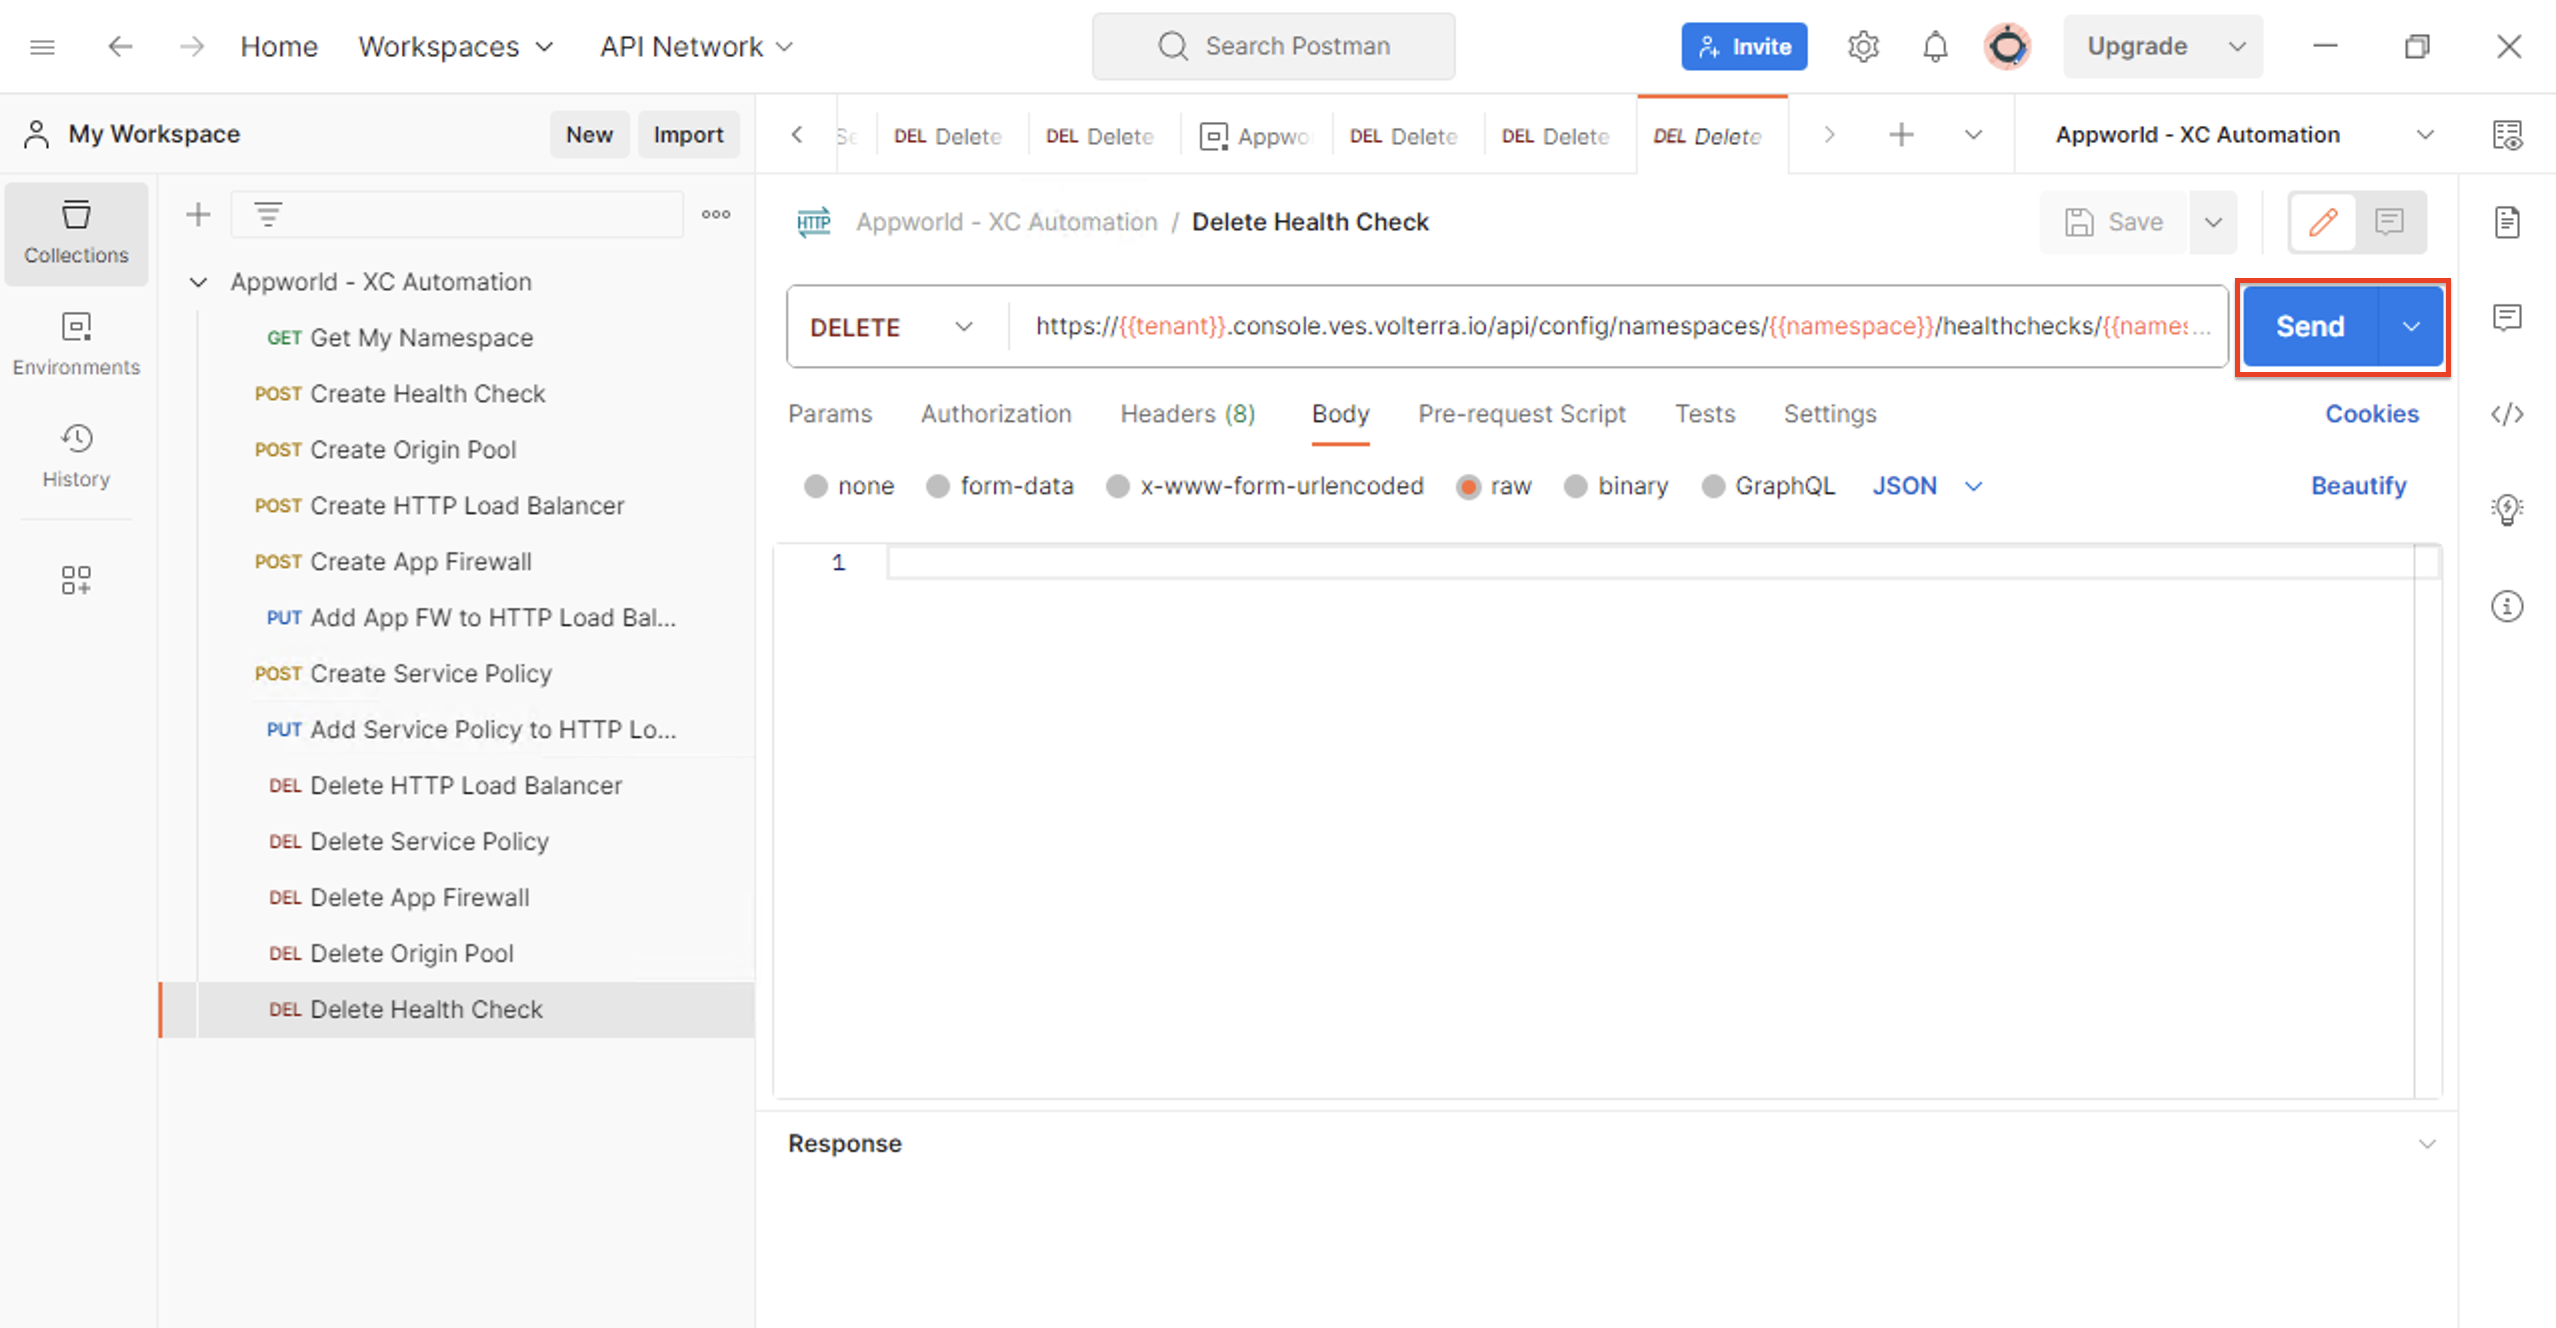 Home Workspaces API Network Search Postman Invite Upgrade
My Workspace New Import
DEL Delete DEL Delete Appwo DEL Delete DEL Delete DEL Delete Appworld - XC Automation
Collections
Environments
History
Appworld - XC Automation
GET Get My Namespace
POST Create Health Check
POST Create Origin Pool
POST Create HTTP Load Balancer
POST Create App Firewall
PUT Add App FW to HTTP Load Bal...
POST Create Service Policy
PUT Add Service Policy to HTTP Lo...
DEL Delete HTTP Load Balancer
DEL Delete Service Policy
DEL Delete App Firewall
DEL Delete Origin Pool
DEL Delete Health Check
HTTP Appworld - XC Automation / Delete Health Check Save
DELETE https://{{tenant}}.console.ves.volterra.io/api/config/namespaces/{{namespace}}/healthchecks/{{names... Send
Params Authorization Headers (8) Body Pre-request Script Tests Settings Cookies
none form-data x-www-form-urlencoded raw binary GraphQL JSON Beautify
1
Response